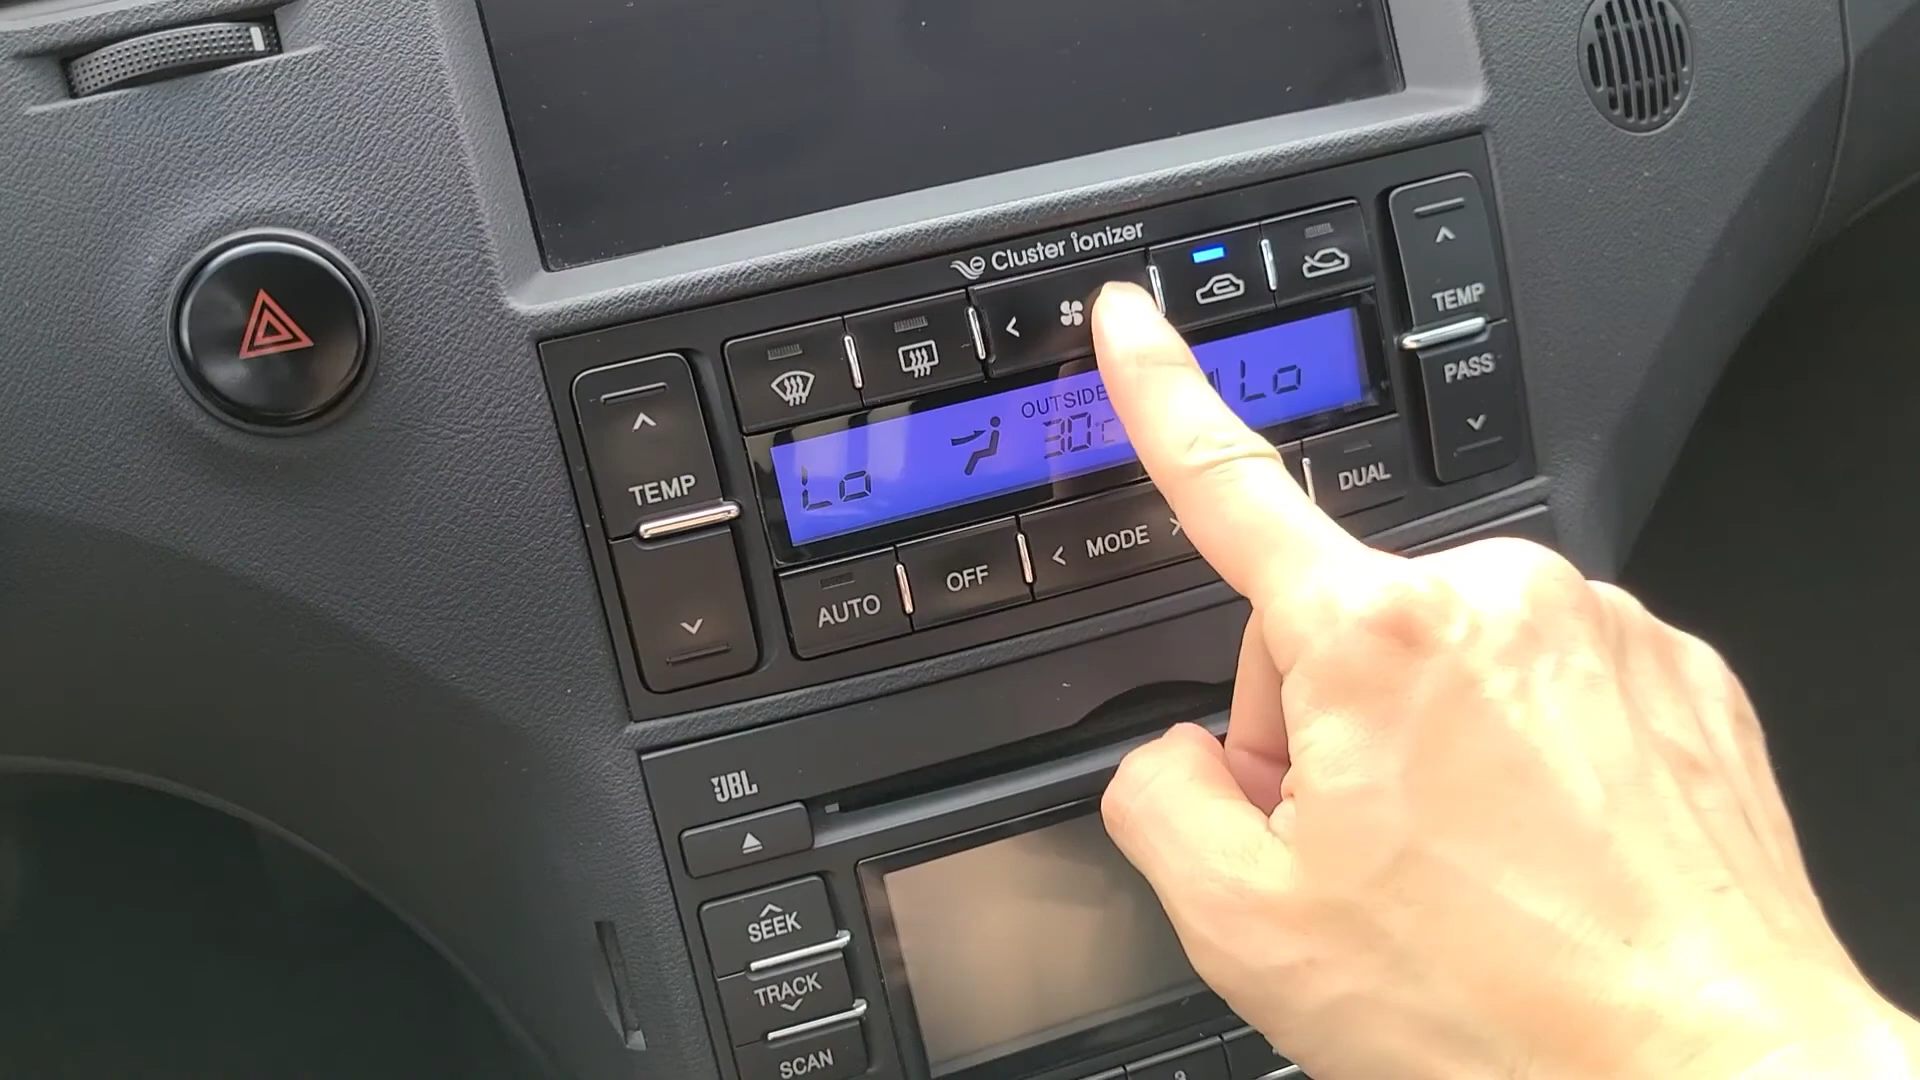 Cluster ionizer
TEMP
OUTSIDE
30℃
Lo
Lo
TEMP
PASS
AUTO
OFF
< MODE >
DUAL
JBL
SEEK
TRACK
SCAN